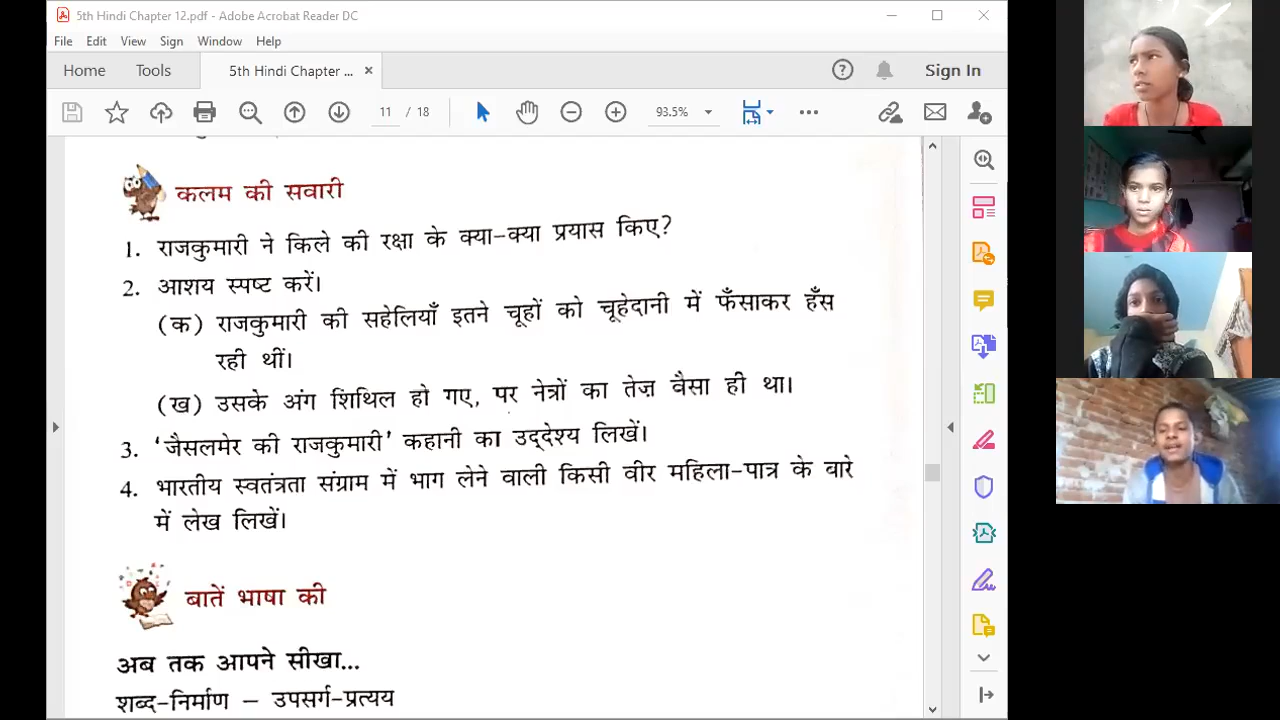 5th Hindi Chapter 12.pdf - Adobe Acrobat Reader DC
File Edit View Sign Window Help
Home Tools 5th Hindi Chapter ... × Sign In
11 / 18 93.5%
कलम की सवारी
1. राजकुमारी ने किले की रक्षा के क्या-क्या प्रयास किए?
2. आशय स्पष्ट करें।
(क) राजकुमारी की सहेलियाँ इतने चूहों को चूहेदानी में फँसाकर हँस
रही थीं।
(ख) उसके अंग शिथिल हो गए, पर नेत्रों का तेज़ वैसा ही था।
3. 'जैसलमेर की राजकुमारी' कहानी का उद्देश्य लिखें।
4. भारतीय स्वतंत्रता संग्राम में भाग लेने वाली किसी वीर महिला-पात्र के बारे
में लेख लिखें।
बातें भाषा की
अब तक आपने सीखा...
शब्द-निर्माण – उपसर्ग-प्रत्यय